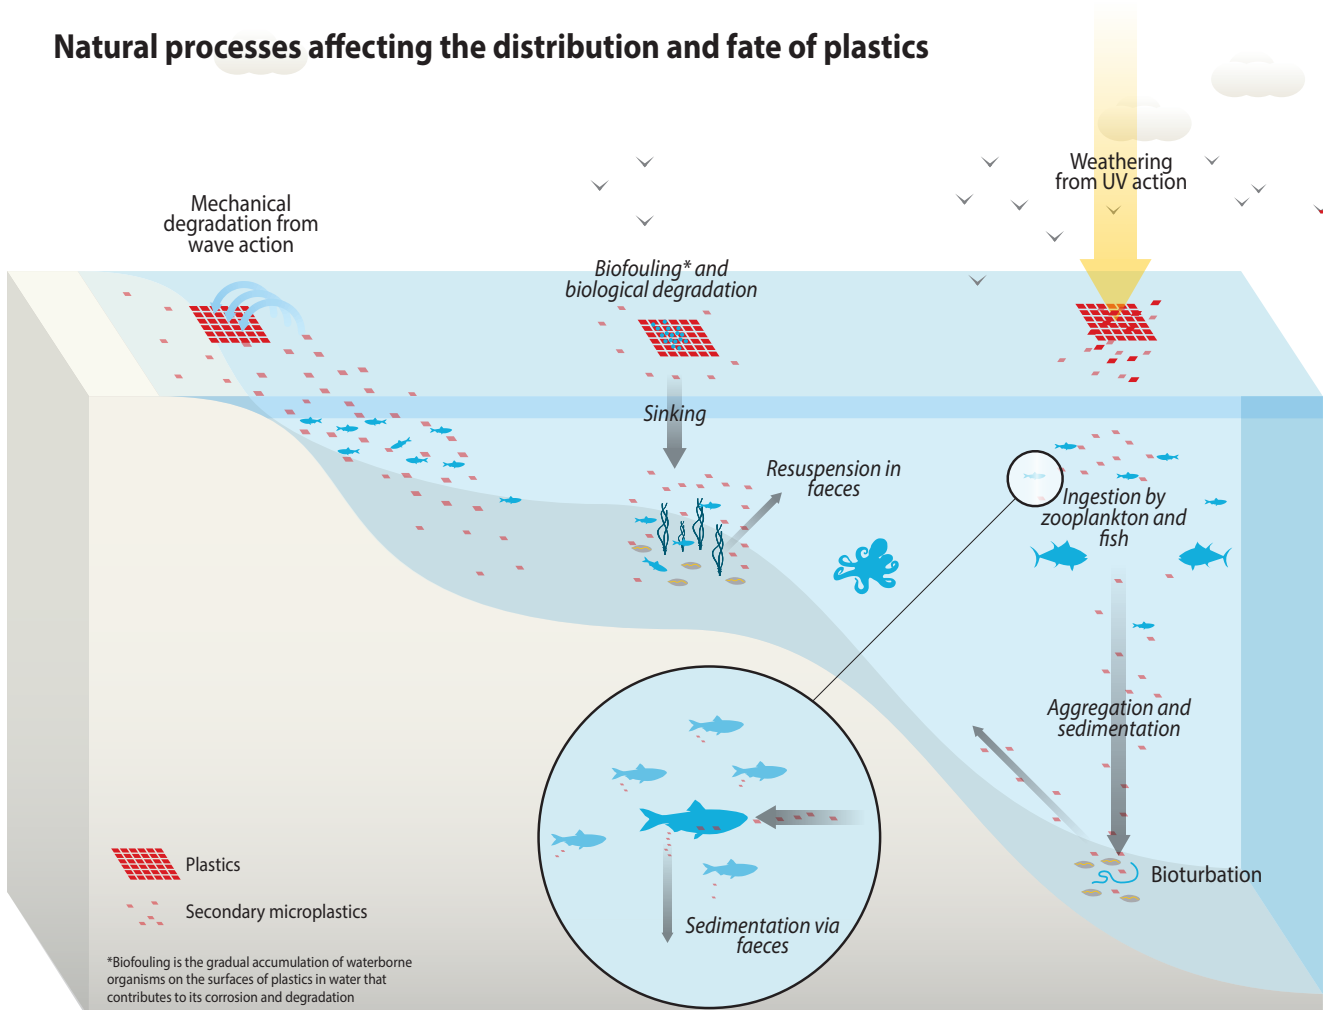 Natural processes affecting the distribution and fate of plastics
Mechanical
degradation from
wave action
Biofouling* and
biological degradation
Weathering
from UV action
Sinking
Resuspension in
faeces
Ingestion by
zooplankton and
fish
Aggregation and
sedimentation
Bioturbation
Sedimentation via
faeces
Plastics
Secondary microplastics
*Biofouling is the gradual accumulation of waterborne
organisms on the surfaces of plastics in water that
contributes to its corrosion and degradation